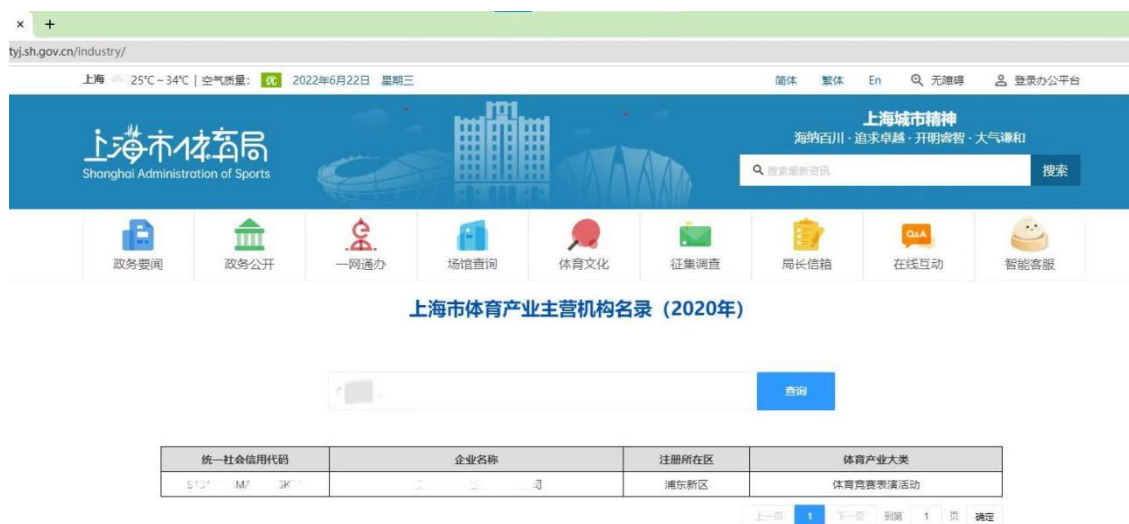 × +
tyj.sh.gov.cn/industry/
上海 25℃~34℃ | 空气质量: 优 2022年6月22日 星期三 简体 繁体 En 无障碍 登录办公平台
上海市体育局
Shanghai Administration of Sports
上海城市精神
海纳百川·追求卓越·开明睿智·大气谦和
搜索最新资讯 搜索
政务要闻 政务公开 一网通办 场馆查询 体育文化 征集调查 局长信箱 在线互动 智能客服
上海市体育产业主营机构名录（2020年）
查询
统一社会信用代码 企业名称 注册所在区 体育产业大类
浦东新区 体育竞赛表演活动
上一页 1 下一页 到第 1 页 确定